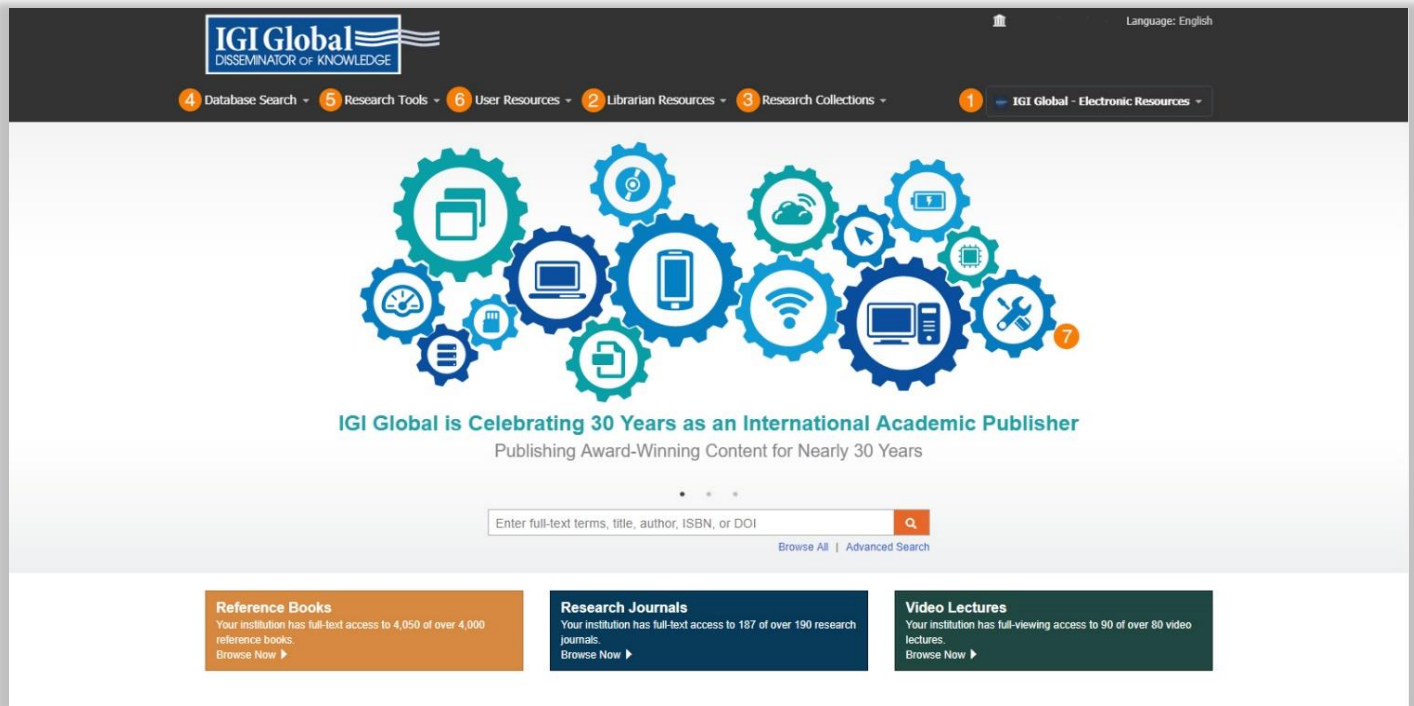 IGI Global
DISSEMINATOR OF KNOWLEDGE
Language: English
4 Database Search 5 Research Tools 6 User Resources 2 Librarian Resources 3 Research Collections 1 IGI Global - Electronic Resources
7
IGI Global is Celebrating 30 Years as an International Academic Publisher
Publishing Award-Winning Content for Nearly 30 Years
Enter full-text terms, title, author, ISBN, or DOI
Browse All | Advanced Search
Reference Books
Your institution has full-text access to 4,050 of over 4,000
reference books.
Browse Now
Research Journals
Your institution has full-text access to 187 of over 190 research
journals.
Browse Now
Video Lectures
Your institution has full-viewing access to 90 of over 80 video
lectures.
Browse Now